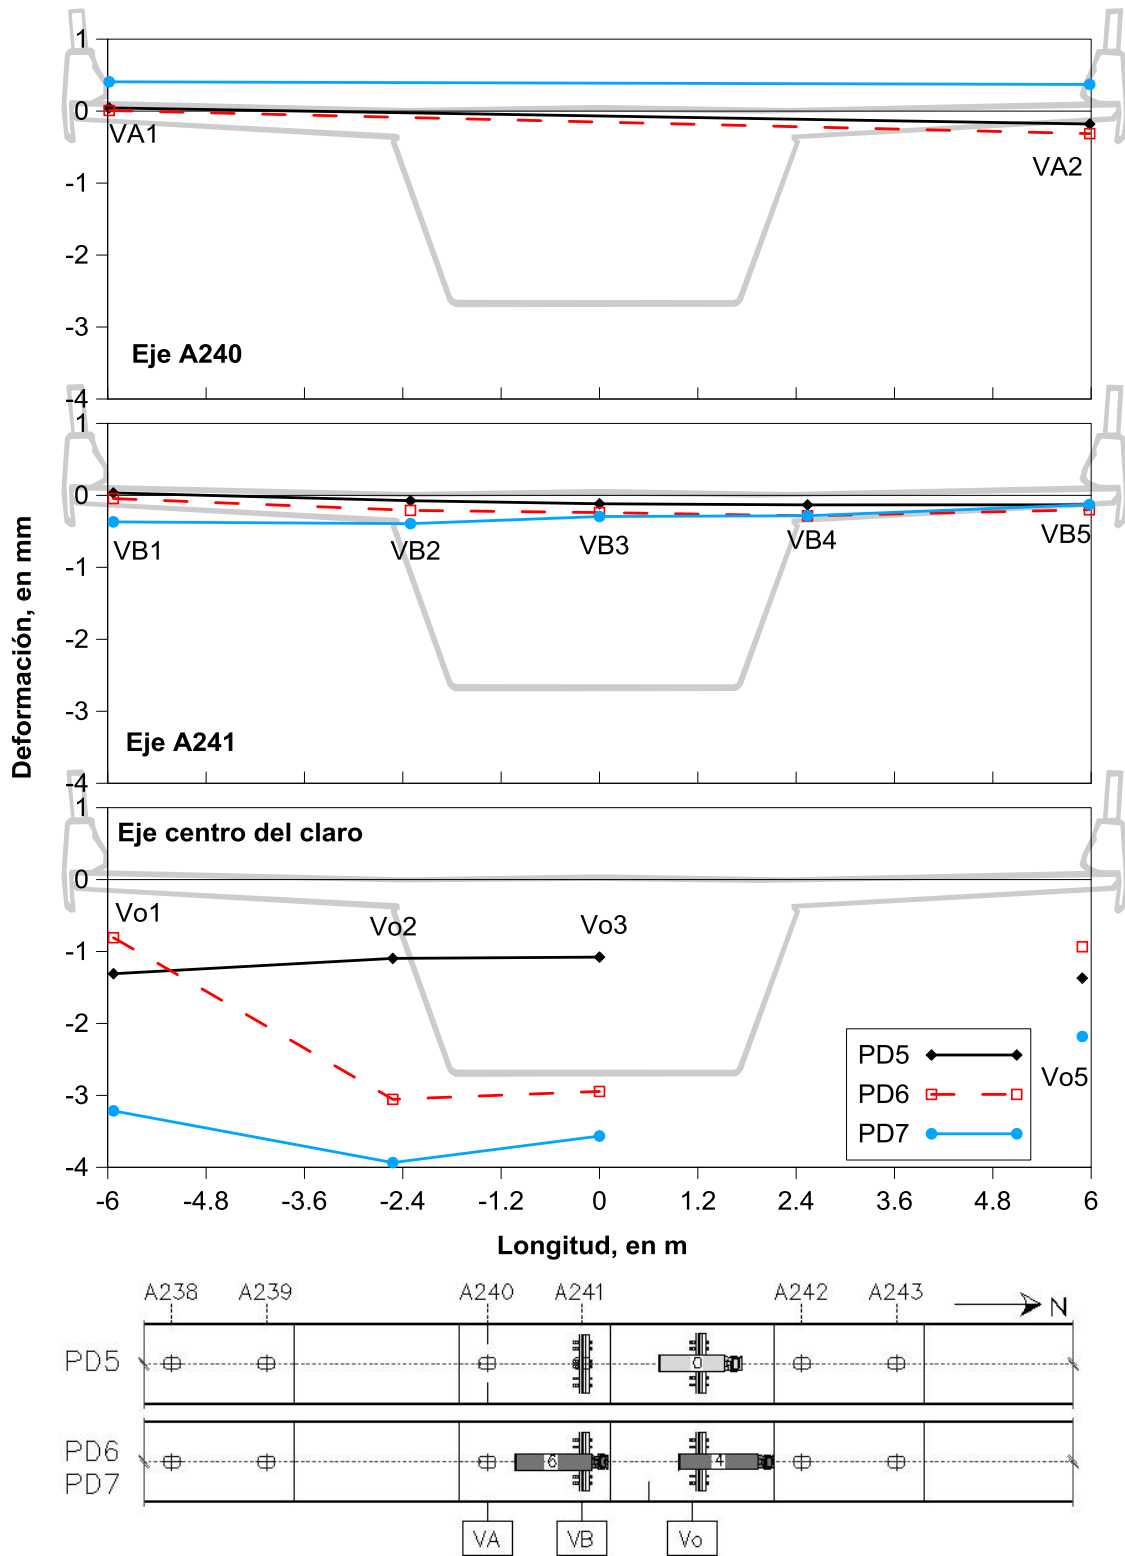 1
0
VA1
VA2
-1
-2
-3
Eje A240
-4
1
0
VB1
VB2
VB3
VB4
VB5
-1
-2
-3
Eje A241
-4
Deformación, en mm
1
Eje centro del claro
0
Vo1
Vo2
Vo3
-1
-2
PD5
PD6
PD7
Vo5
-3
-4
-6 -4.8 -3.6 -2.4 -1.2 0 1.2 2.4 3.6 4.8 6
Longitud, en m
A238 A239 A240 A241 A242 A243 N
PD5
PD6 6 4
PD7
VA VB Vo